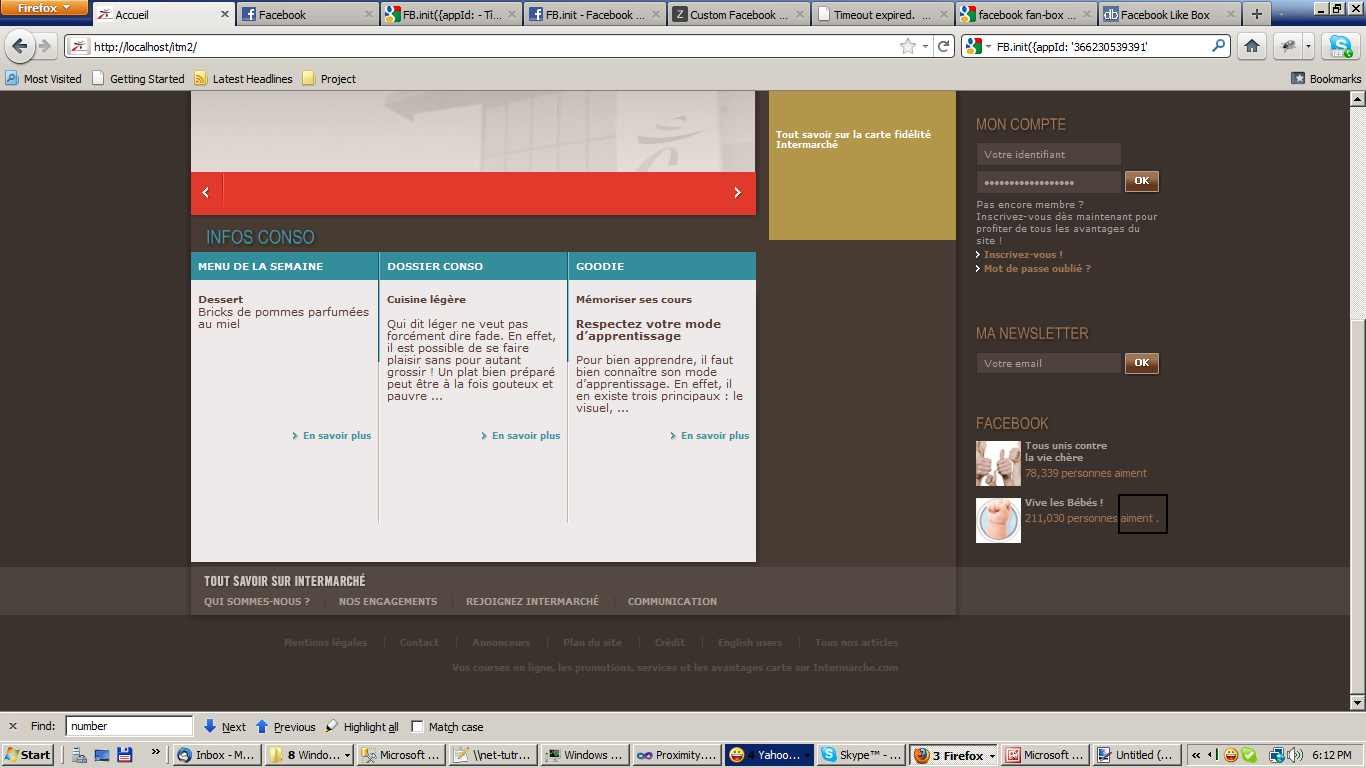 Firefox
Accueil
Facebook
FB.init({appId: - Ti...
FB.init - Facebook ...
Custom Facebook ...
Timeout expired. ...
facebook fan-box ...
Facebook Like Box
http://localhost/itm2/
FB.init({appId: '366230539391'
Most Visited
Getting Started
Latest Headlines
Project
Bookmarks
Tout savoir sur la carte fidélité
Intermarché
INFOS CONSO
MENU DE LA SEMAINE
Dessert
Bricks de pommes parfumées
au miel
En savoir plus
DOSSIER CONSO
Cuisine légère
Qui dit léger ne veut pas
forcément dire fade. En effet,
il est possible de se faire
plaisir sans pour autant
grossir ! Un plat bien préparé
peut être à la fois gouteux et
pauvre ...
En savoir plus
GOODIE
Mémoriser ses cours
Respectez votre mode
d’apprentissage
Pour bien apprendre, il faut
bien connaître son mode
d’apprentissage. En effet, il
en existe trois principaux : le
visuel, ...
En savoir plus
MON COMPTE
Votre identifiant
••••••••••••••••••
OK
Pas encore membre ?
Inscrivez-vous dès maintenant pour
profiter de tous les avantages du
site !
Inscrivez-vous !
Mot de passe oublié ?
MA NEWSLETTER
Votre email
OK
FACEBOOK
Tous unis contre
la vie chère
78,339 personnes aiment
Vive les Bébés !
211,030 personnes aiment .
TOUT SAVOIR SUR INTERMARCHÉ
QUI SOMMES-NOUS ? | NOS ENGAGEMENTS | REJOIGNEZ INTERMARCHÉ | COMMUNICATION
Mentions légales | Contact | Annonceurs | Plan du site | Crédit | English users | Tous nos articles
Vos courses en ligne, les promotions, services et les avantages carte sur Intermarche.com
Find:
number
Next
Previous
Highlight all
Match case
Start
Inbox - M...
8 Windo...
Microsoft ...
\\net-tutr...
Windows ...
Proximity....
4 Yahoo...
Skype™ - ...
3 Firefox
Microsoft ...
Untitled (...
6:12 PM